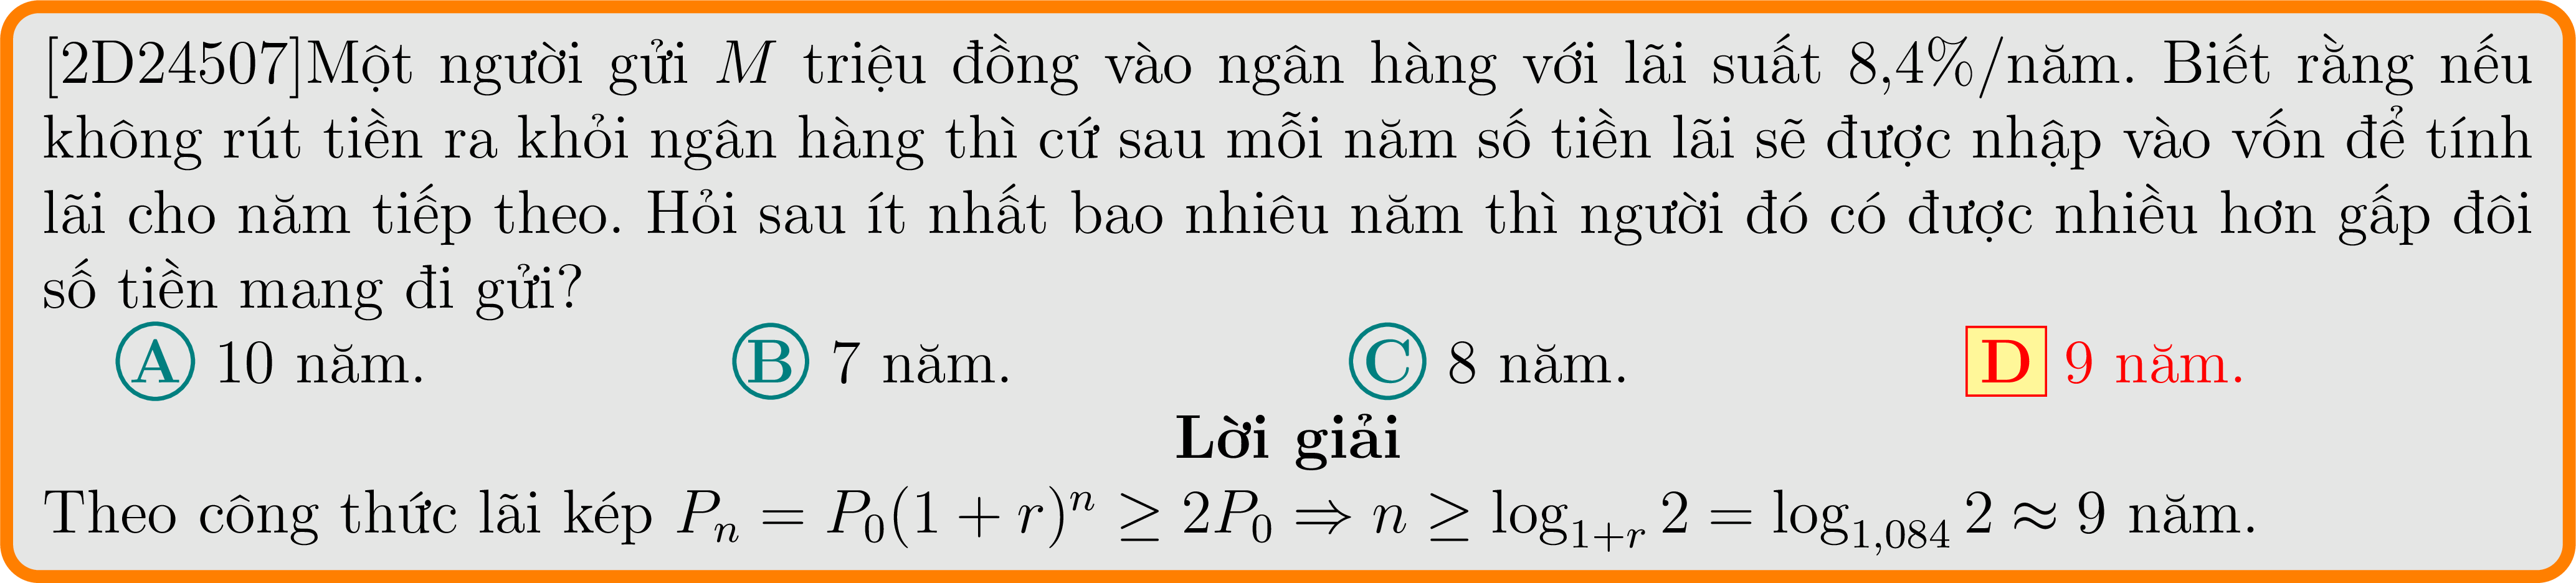 [2D24507]Một người gửi M triệu đồng vào ngân hàng với lãi suất 8,4%/năm. Biết rằng nếu
không rút tiền ra khỏi ngân hàng thì cứ sau mỗi năm số tiền lãi sẽ được nhập vào vốn để tính
lãi cho năm tiếp theo. Hỏi sau ít nhất bao nhiêu năm thì người đó có được nhiều hơn gấp đôi
số tiền mang đi gửi?
A 10 năm. B 7 năm. C 8 năm. D 9 năm.
Lời giải
Theo công thức lãi kép $P_n = P_0(1 + r)^n \geq 2P_0 \Rightarrow n \geq \log_{1+r} 2 = \log_{1,084} 2 \approx 9$ năm.